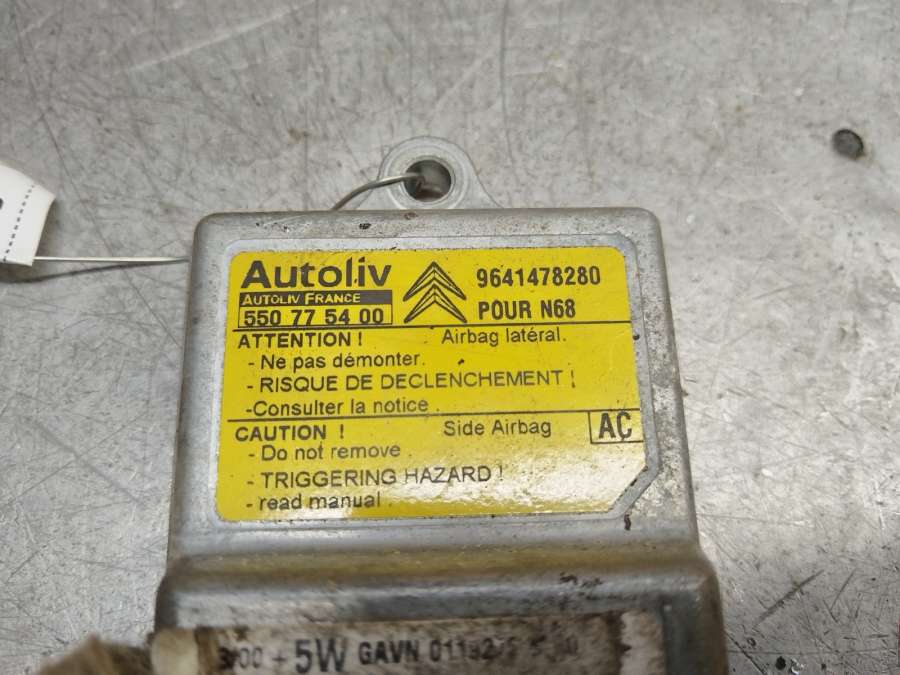 Autoliv
AUTOLIV FRANCE
550 77 54 00
9641478280
POUR N68
ATTENTION ! Airbag latéral.
- Ne pas démonter.
- RISQUE DE DECLENCHEMENT !
-Consulter la notice .
CAUTION ! Side Airbag AC
- Do not remove .
- TRIGGERING HAZARD !
- read manual .
+ 5W GAVN